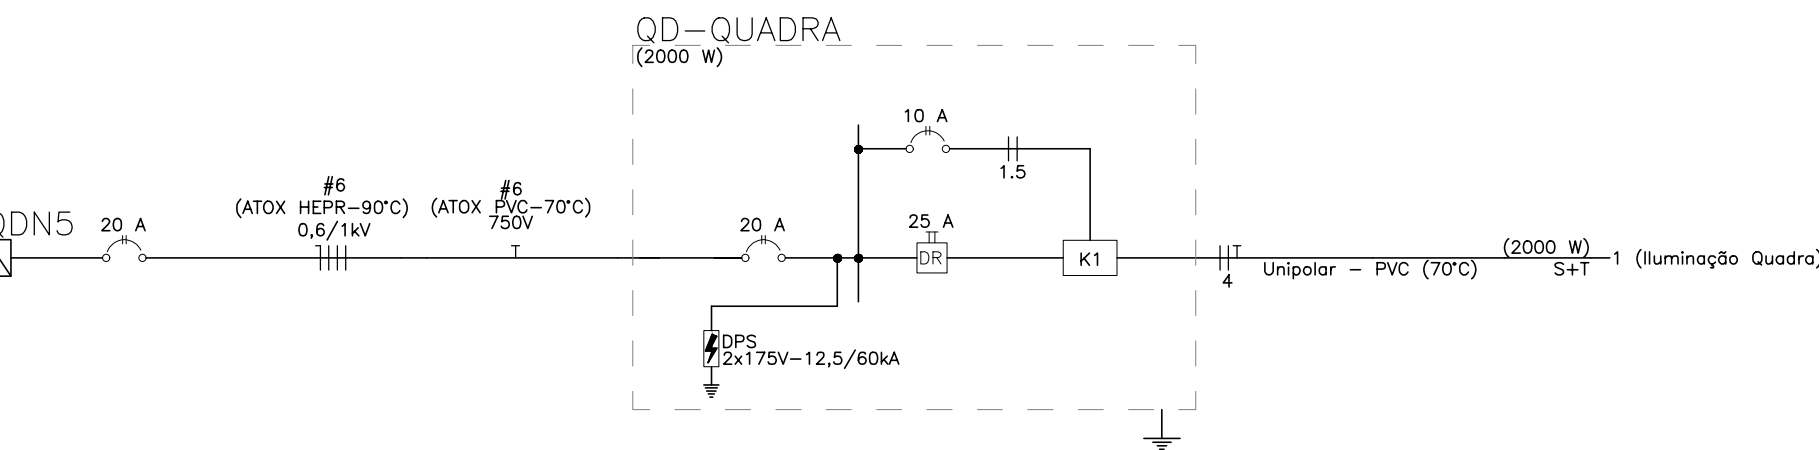 QD-QUADRA
(2000 W)
10 A
1.5
#6
(ATOX HEPR-90°C)
0,6/1kV
#6
(ATOX PVC-70°C)
750V
QDN5
20 A
20 A
25 A
DR
K1
4
Unipolar - PVC (70°C)
(2000 W)
S+T
1 (Iluminação Quadra)
DPS
2x175V-12,5/60kA